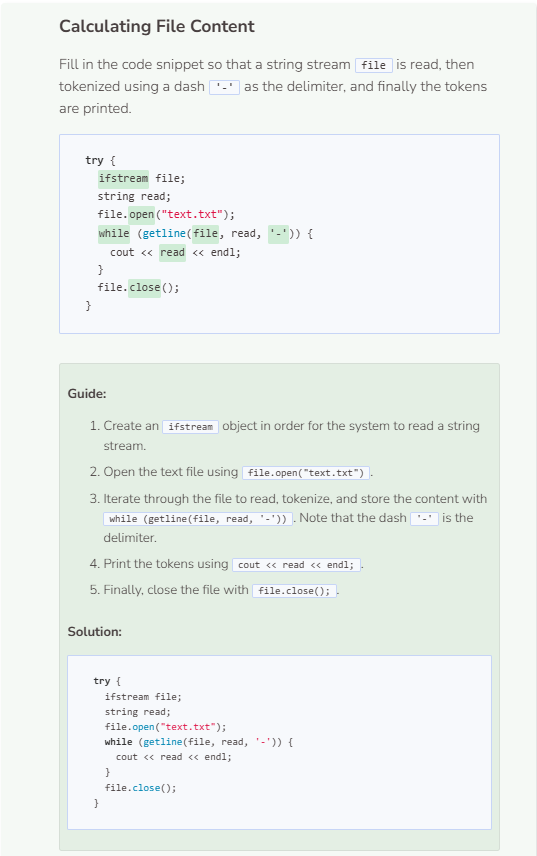 Calculating File Content
Fill in the code snippet so that a string stream file is read, then
tokenized using a dash '-' as the delimiter, and finally the tokens
are printed.
try {
ifstream file;
string read;
file.open("text.txt");
while (getline(file, read, '-')) {
cout << read << endl;
}
file.close();
}
Guide:
1. Create an ifstream object in order for the system to read a string
stream.
2. Open the text file using file.open("text.txt") .
3. Iterate through the file to read, tokenize, and store the content with
while (getline(file, read, '-')) . Note that the dash '-' is the
delimiter.
4. Print the tokens using cout << read << endl; .
5. Finally, close the file with file.close(); .
Solution:
try {
ifstream file;
string read;
file.open("text.txt");
while (getline(file, read, '-')) {
cout << read << endl;
}
file.close();
}